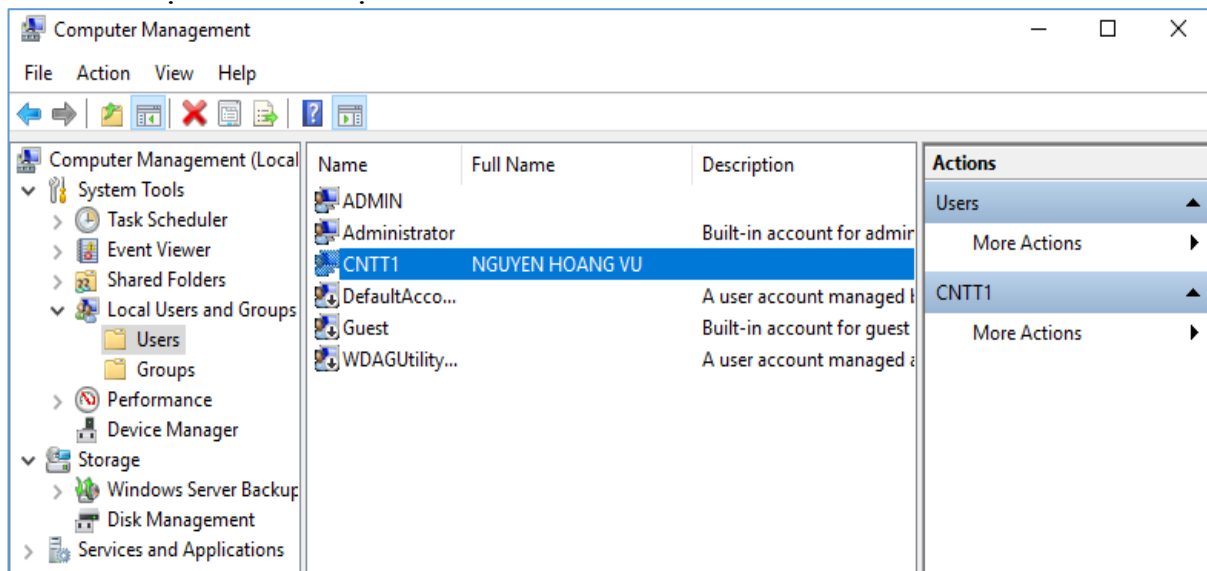 Computer Management
File Action View Help
Computer Management (Local
System Tools
Task Scheduler
Event Viewer
Shared Folders
Local Users and Groups
Users
Groups
Performance
Device Manager
Storage
Windows Server Backup
Disk Management
Services and Applications
Name Full Name Description
ADMIN
Administrator Built-in account for admin
CNTT1 NGUYEN HOANG VU
DefaultAcco... A user account managed
Guest Built-in account for guest
WDAGUtility... A user account managed
Actions
Users
More Actions
CNTT1
More Actions